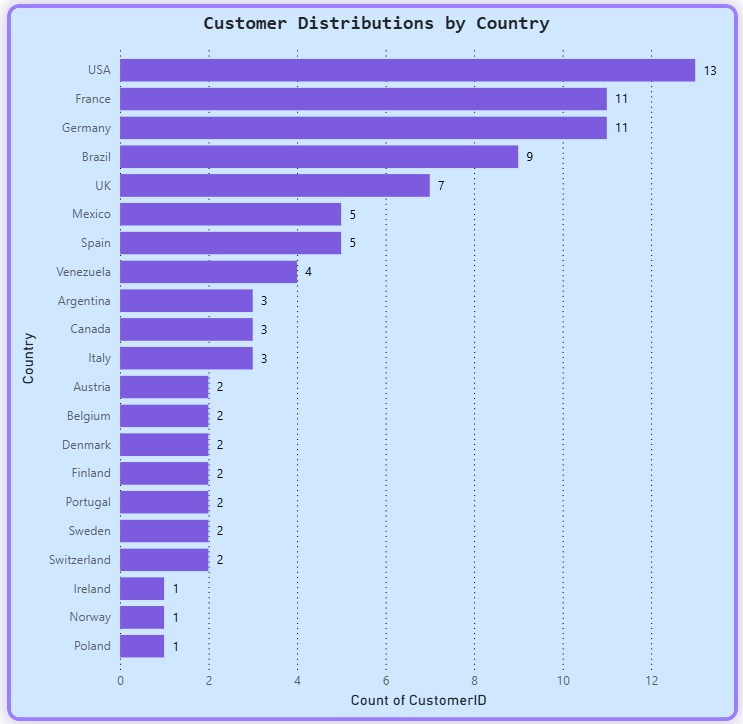 Customer Distributions by Country
USA 13
France 11
Germany 11
Brazil 9
UK 7
Mexico 5
Spain 5
Venezuela 4
Argentina 3
Canada 3
Italy 3
Austria 2
Belgium 2
Denmark 2
Finland 2
Portugal 2
Sweden 2
Switzerland 2
Ireland 1
Norway 1
Poland 1
Country
0 2 4 6 8 10 12
Count of CustomerID